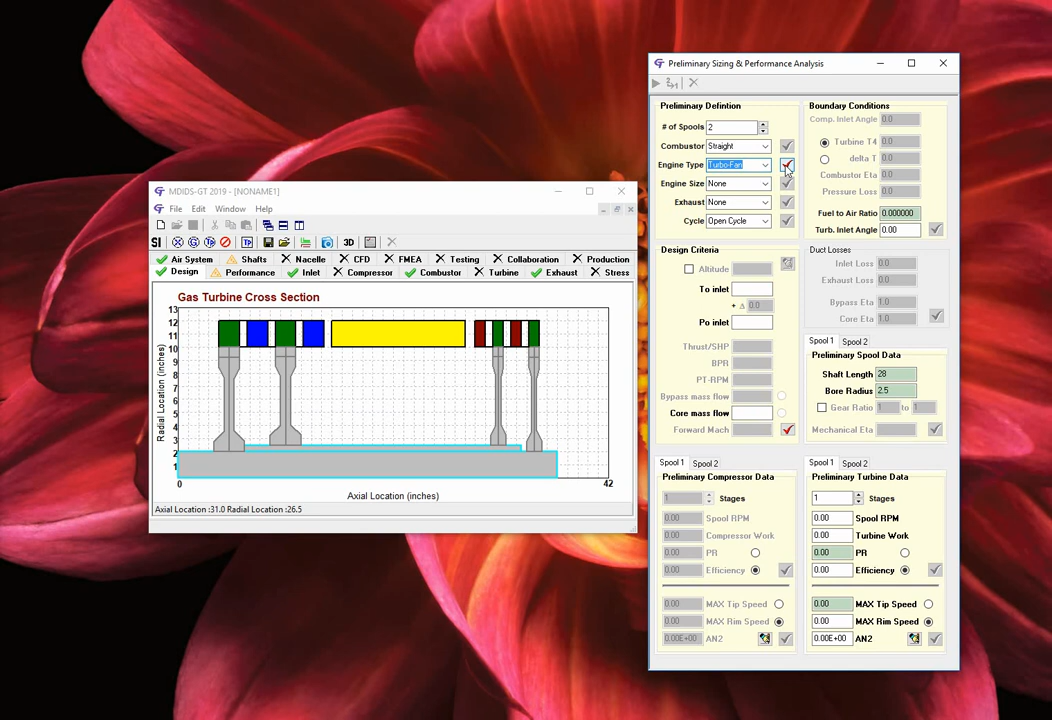 MDIDS-GT 2019 - [NONAME1]
File Edit Window Help
SI TP TP 3D
Air System Shafts Nacelle CFD FMEA Testing Collaboration Production
Design Performance Inlet Compressor Combustor Turbine Exhaust Stress
Gas Turbine Cross Section
Radial Location (inches)
13
12
11
10
9
8
7
6
5
4
3
2
1
0 42
Axial Location (inches)
Axial Location :31.0 Radial Location :26.5
Preliminary Sizing & Performance Analysis
Preliminary Defintion
# of Spools 2
Combustor Straight
Engine Type Turbo-Fan
Engine Size None
Exhaust None
Cycle Open Cycle
Boundary Conditions
Comp. Inlet Angle 0.0
Turbine T4 0.0
delta T 0.0
Combustor Eta 0.0
Pressure Loss 0.0
Fuel to Air Ratio 0.000000
Turb. Inlet Angle 0.00
Design Criteria
Altitude
To inlet
+ Δ 0.0
Po inlet
Thrust/SHP
BPR
PT-RPM
Bypass mass flow
Core mass flow
Forward Mach
Duct Losses
Inlet Loss 0.0
Exhaust Loss 0.0
Bypass Eta 1.0
Core Eta 1.0
Spool 1 Spool 2
Preliminary Spool Data
Shaft Length 28
Bore Radius 2.5
Gear Ratio 1 to 1
Mechanical Eta
Spool 1 Spool 2
Preliminary Compressor Data
1 Stages
0.00 Spool RPM
0.00 Compressor Work
0.00 PR
0.00 Efficiency
0.00 MAX Tip Speed
0.00 MAX Rim Speed
0.00E+00 AN2
Spool 1 Spool 2
Preliminary Turbine Data
1 Stages
0.00 Spool RPM
0.00 Turbine Work
0.00 PR
0.00 Efficiency
0.00 MAX Tip Speed
0.00 MAX Rim Speed
0.00E+00 AN2